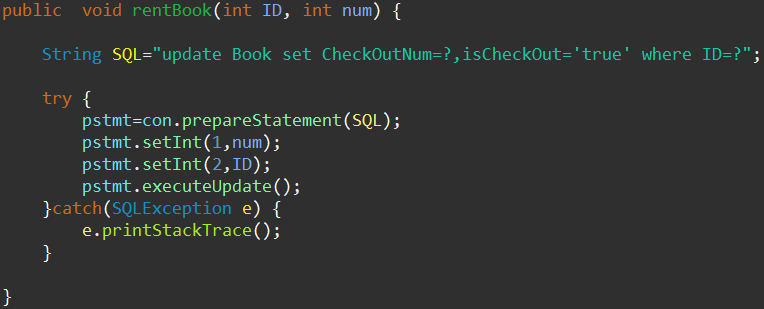 public  void rentBook(int ID, int num) {
String SQL="update Book set CheckOutNum=?,isCheckOut='true' where ID=?";
try {
pstmt=con.prepareStatement(SQL);
pstmt.setInt(1,num);
pstmt.setInt(2,ID);
pstmt.executeUpdate();
}catch(SQLException e) {
e.printStackTrace();
}
}